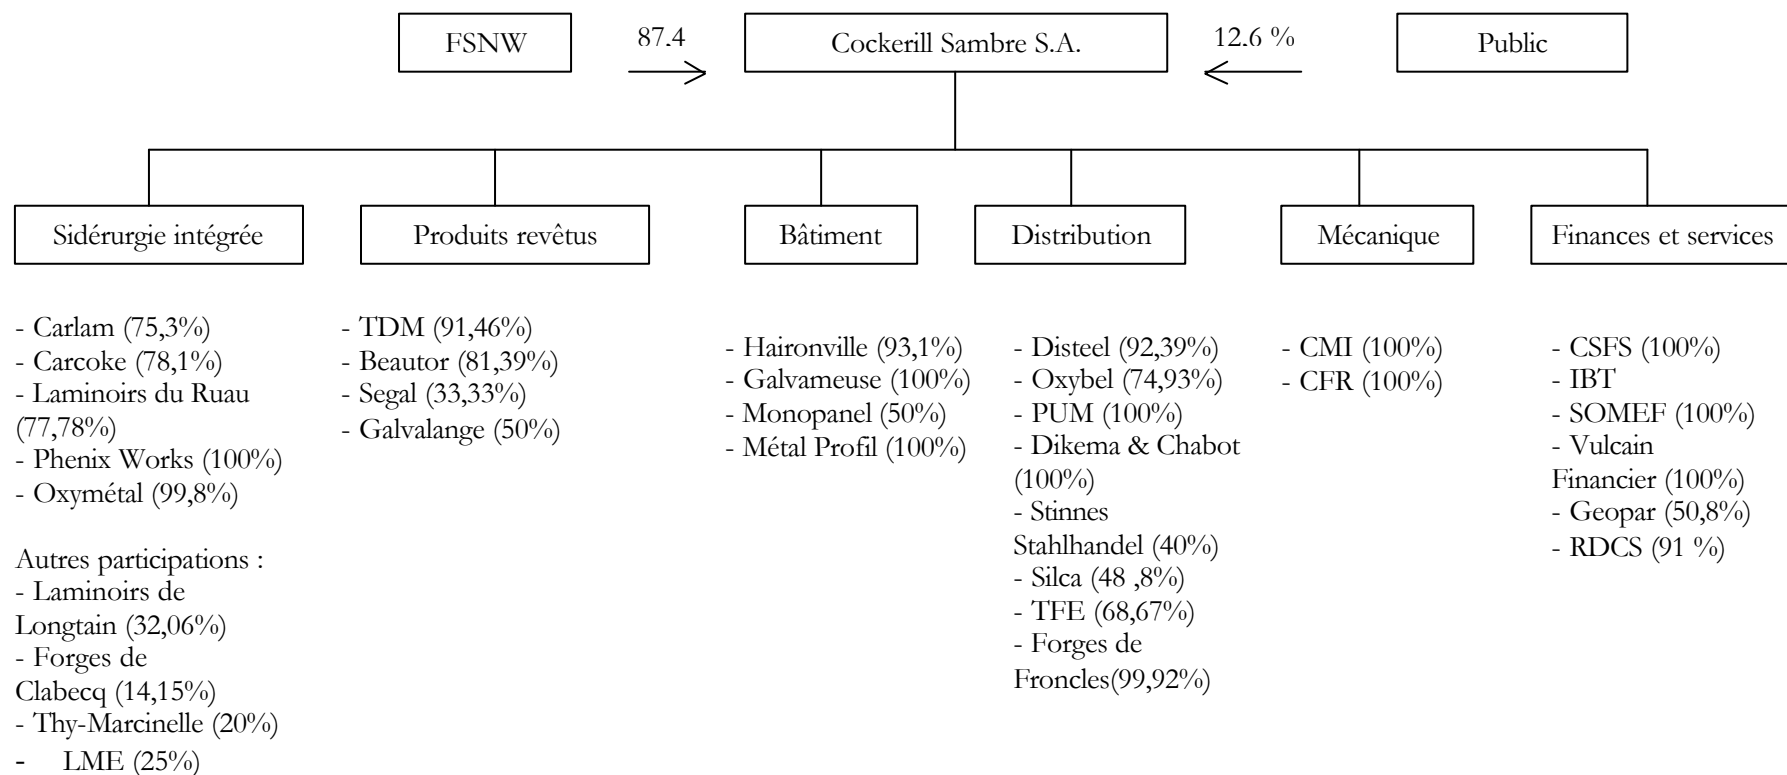 FSNW
87.4
Cockerill Sambre S.A.
12.6 %
Public
Sidérurgie intégrée
Produits revêtus
Bâtiment
Distribution
Mécanique
Finances et services
- Carlam (75,3%)
- Carcoke (78,1%)
- Laminoirs du Ruau
(77,78%)
- Phenix Works (100%)
- Oxymétal (99,8%)
Autres participations :
- Laminoirs de
Longtain (32,06%)
- Forges de
Clabecq (14,15%)
- Thy-Marcinelle (20%)
- LME (25%)
- TDM (91,46%)
- Beautor (81,39%)
- Segal (33,33%)
- Galvalange (50%)
- Haironville (93,1%)
- Galvameuse (100%)
- Monopanel (50%)
- Métal Profil (100%)
- Disteel (92,39%)
- Oxybel (74,93%)
- PUM (100%)
- Dikema & Chabot
(100%)
- Stinnes
Stahlhandel (40%)
- Silca (48 ,8%)
- TFE (68,67%)
- Forges de
Froncles(99,92%)
- CMI (100%)
- CFR (100%)
- CSFS (100%)
- IBT
- SOMEF (100%)
- Vulcain
Financier (100%)
- Geopar (50,8%)
- RDCS (91 %)